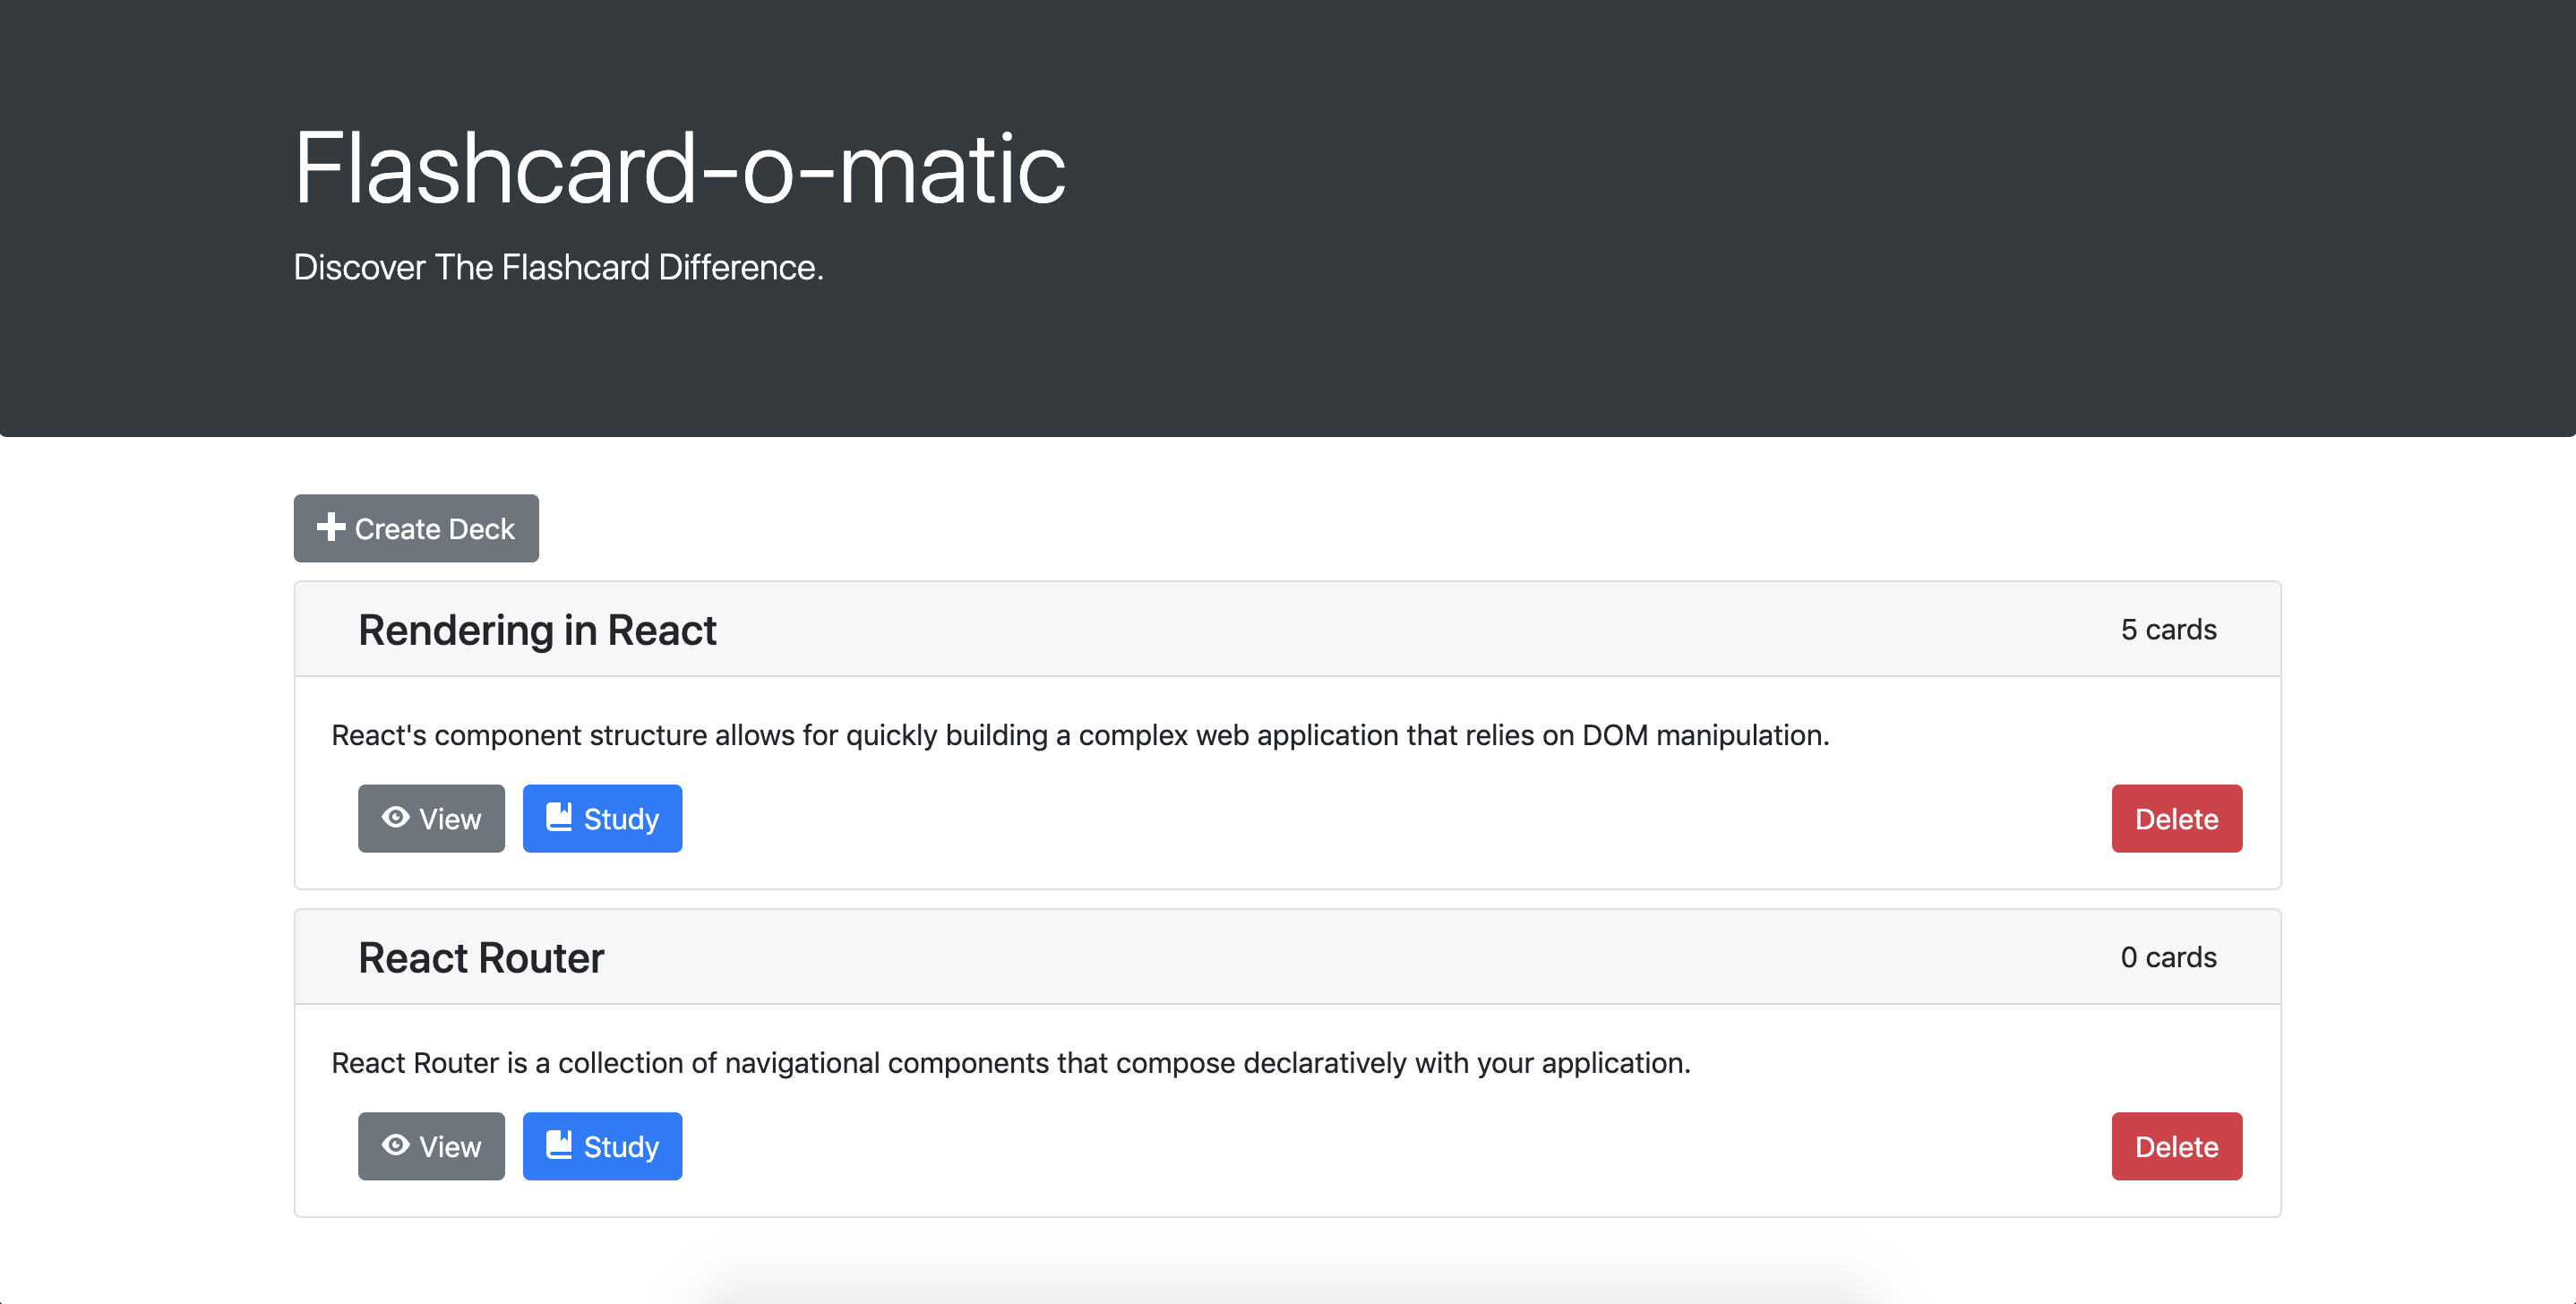 Flashcard-o-matic
Discover The Flashcard Difference.
Create Deck
Rendering in React 5 cards
React's component structure allows for quickly building a complex web application that relies on DOM manipulation.
View Study Delete
React Router 0 cards
React Router is a collection of navigational components that compose declaratively with your application.
View Study Delete